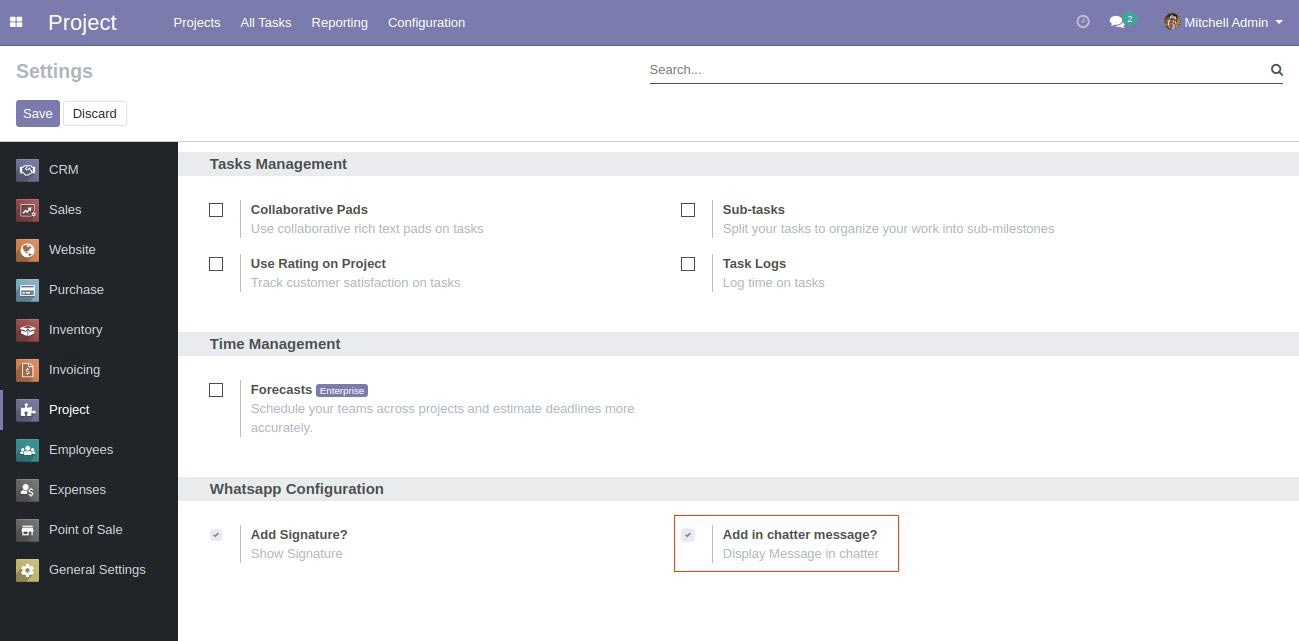 Project Projects All Tasks Reporting Configuration 2 Mitchell Admin
Settings
Search...
Save Discard
CRM
Sales
Website
Purchase
Inventory
Invoicing
Project
Employees
Expenses
Point of Sale
General Settings
Tasks Management
Collaborative Pads
Use collaborative rich text pads on tasks
Sub-tasks
Split your tasks to organize your work into sub-milestones
Use Rating on Project
Track customer satisfaction on tasks
Task Logs
Log time on tasks
Time Management
Forecasts Enterprise
Schedule your teams across projects and estimate deadlines more
accurately.
Whatsapp Configuration
Add Signature?
Show Signature
Add in chatter message?
Display Message in chatter